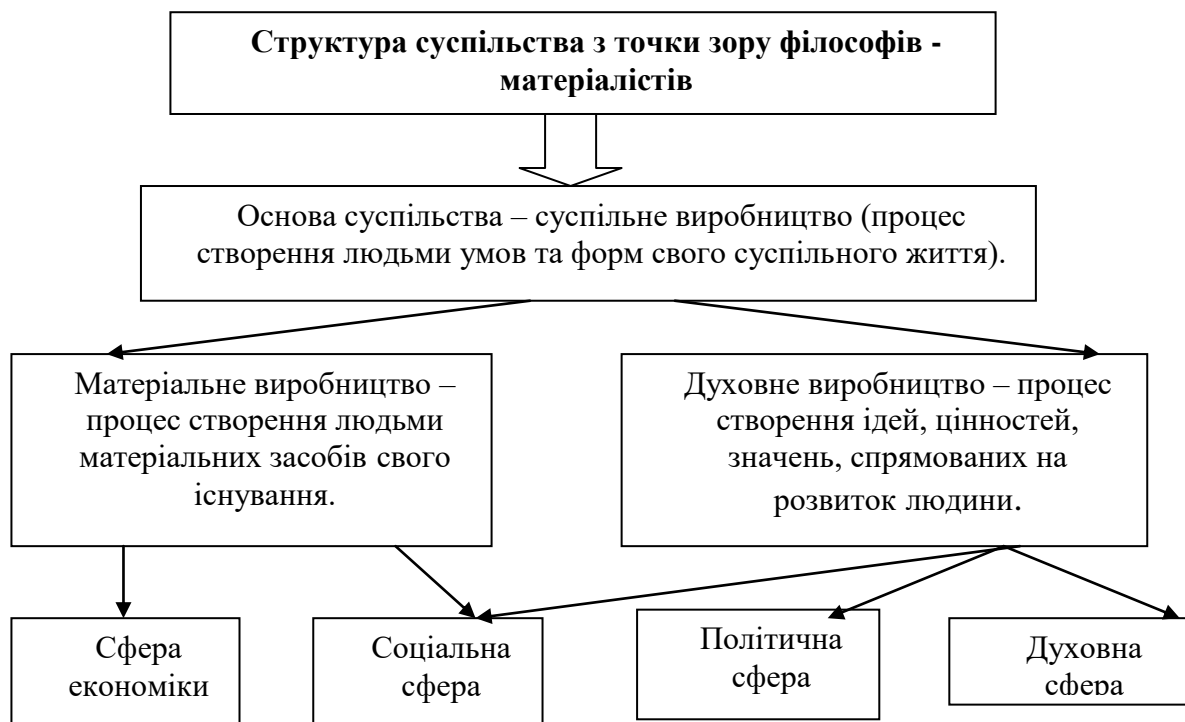 Структура суспільства з точки зору філософів -
матеріалістів
Основа суспільства – суспільне виробництво (процес
створення людьми умов та форм свого суспільного життя).
Матеріальне виробництво –
процес створення людьми
матеріальних засобів свого
існування.
Духовне виробництво – процес
створення ідей, цінностей,
значень, спрямованих на
розвиток людини.
Сфера
економіки
Соціальна
сфера
Політична
сфера
Духовна
сфера